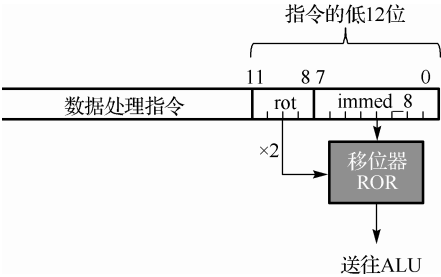 指令的低12位
11 8 7 0
数据处理指令 rot immed_8
×2
移位器
ROR
送往ALU